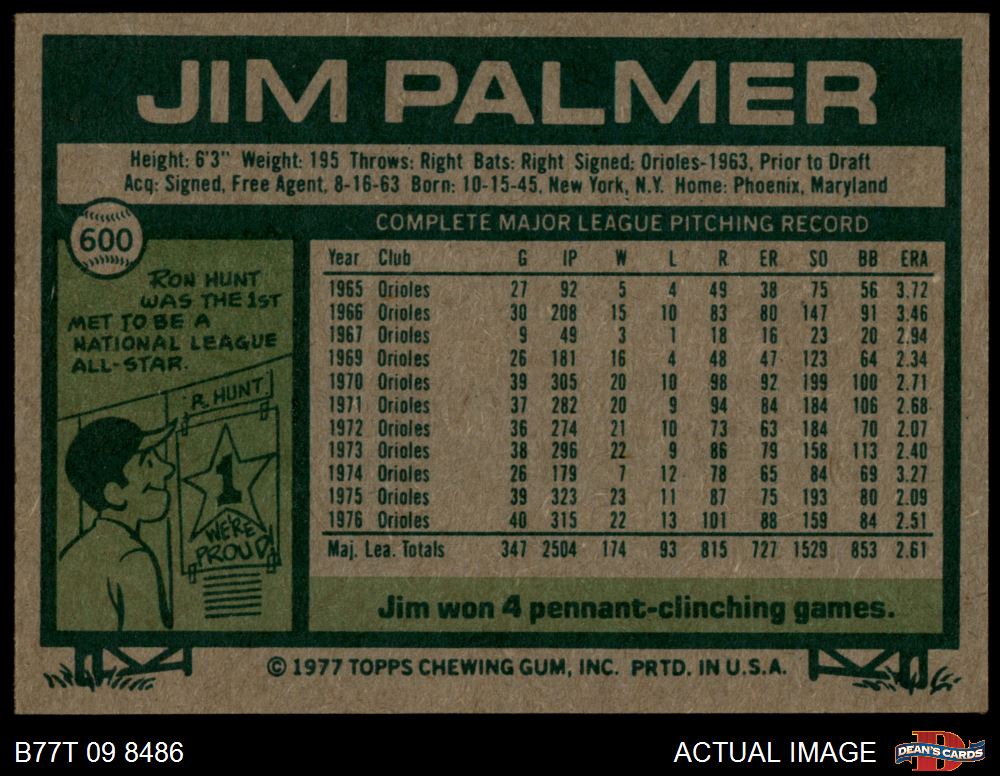 JIM PALMER
Height: 6'3" Weight: 195 Throws: Right Bats: Right Signed: Orioles-1963, Prior to Draft
Acq: Signed, Free Agent, 8-16-63 Born: 10-15-45, New York, N.Y. Home: Phoenix, Maryland
600
COMPLETE MAJOR LEAGUE PITCHING RECORD
RON HUNT
WAS THE 1ST
MET TO BE A
NATIONAL LEAGUE
ALL-STAR.
R. HUNT
1
WE'RE
PROUD!
Year Club G IP W L R ER SO BB ERA
1965 Orioles 27 92 5 4 49 38 75 56 3.72
1966 Orioles 30 208 15 10 83 80 147 91 3.46
1967 Orioles 9 49 3 1 18 16 23 20 2.94
1969 Orioles 26 181 16 4 48 47 123 64 2.34
1970 Orioles 39 305 20 10 98 92 199 100 2.71
1971 Orioles 37 282 20 9 94 84 184 106 2.68
1972 Orioles 36 274 21 10 73 63 184 70 2.07
1973 Orioles 38 296 22 9 86 79 158 113 2.40
1974 Orioles 26 179 7 12 78 65 84 69 3.27
1975 Orioles 39 323 23 11 87 75 193 80 2.09
1976 Orioles 40 315 22 13 101 88 159 84 2.51
Maj. Lea. Totals 347 2504 174 93 815 727 1529 853 2.61
Jim won 4 pennant-clinching games.
© 1977 TOPPS CHEWING GUM, INC. PRTD. IN U.S.A.
B77T 09 8486
ACTUAL IMAGE
D
DEAN'S CARDS